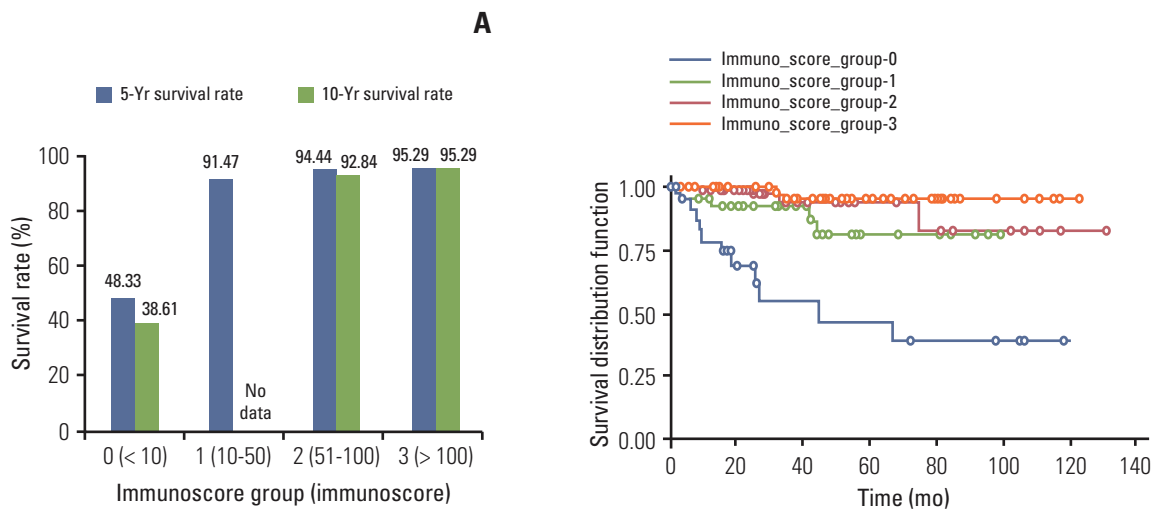 A
5-Yr survival rate
10-Yr survival rate
Survival rate (%)
100
80
60
40
20
0
48.33
38.61
91.47
No
data
94.44
92.84
95.29
95.29
0 (< 10)
1 (10-50)
2 (51-100)
3 (> 100)
Immunoscore group (immunoscore)
Immuno_score_group-0
Immuno_score_group-1
Immuno_score_group-2
Immuno_score_group-3
Survival distribution function
1.00
0.75
0.50
0.25
0.00
0
20
40
60
80
100
120
140
Time (mo)